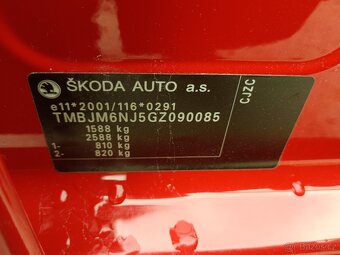 ŠKODA AUTO a.s.
e11*2001/116*0291
TMBJM6NJ5GZ090085
1588 kg
2588 kg
1- 810 kg
2- 820 kg
CJZC